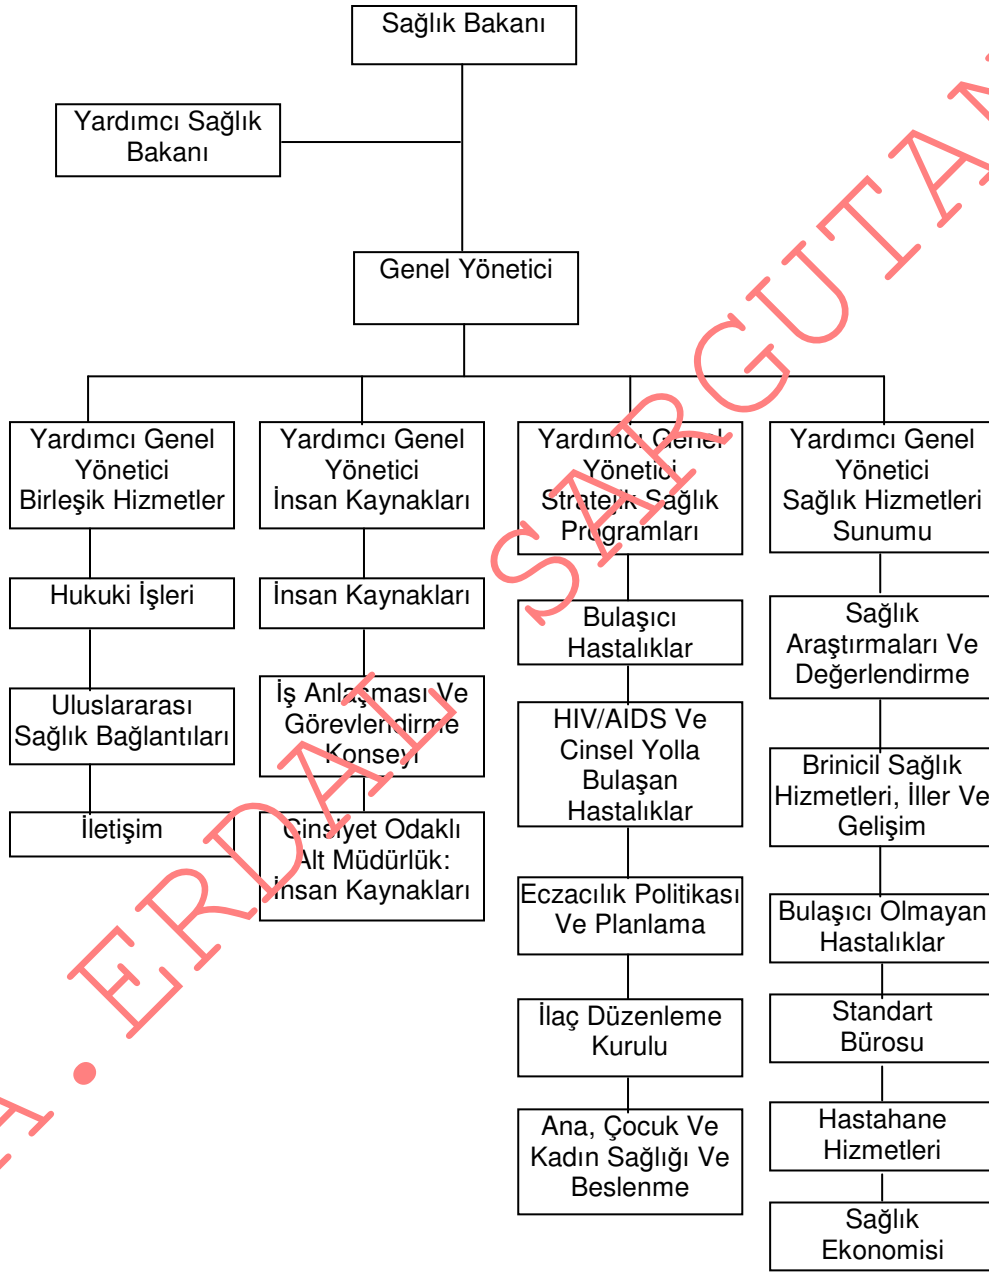 Sağlık Bakanı
Yardımcı Sağlık
Bakanı
Genel Yönetici
Yardımcı Genel
Yönetici
Birleşik Hizmetler
Hukuki İşleri
Uluslararası
Sağlık Bağlantıları
İletişim
Yardımcı Genel
Yönetici
İnsan Kaynakları
İnsan Kaynakları
İş Anlaşması Ve
Görevlendirme
Konseyi
Cinsiyet Odaklı
Alt Müdürlük:
İnsan Kaynakları
Yardımcı Genel
Yönetici
Stratejik Sağlık
Programları
Bulaşıcı
Hastalıklar
HIV/AIDS Ve
Cinsel Yolla
Bulaşan
Hastalıklar
Eczacılık Politikası
Ve Planlama
İlaç Düzenleme
Kurulu
Ana, Çocuk Ve
Kadın Sağlığı Ve
Beslenme
Yardımcı Genel
Yönetici
Sağlık Hizmetleri
Sunumu
Sağlık
Araştırmaları Ve
Değerlendirme
Brinicil Sağlık
Hizmetleri, İller Ve
Gelişim
Bulaşıcı Olmayan
Hastalıklar
Standart
Bürosu
Hastahane
Hizmetleri
Sağlık
Ekonomisi
A. ERDAL SARGUTAN